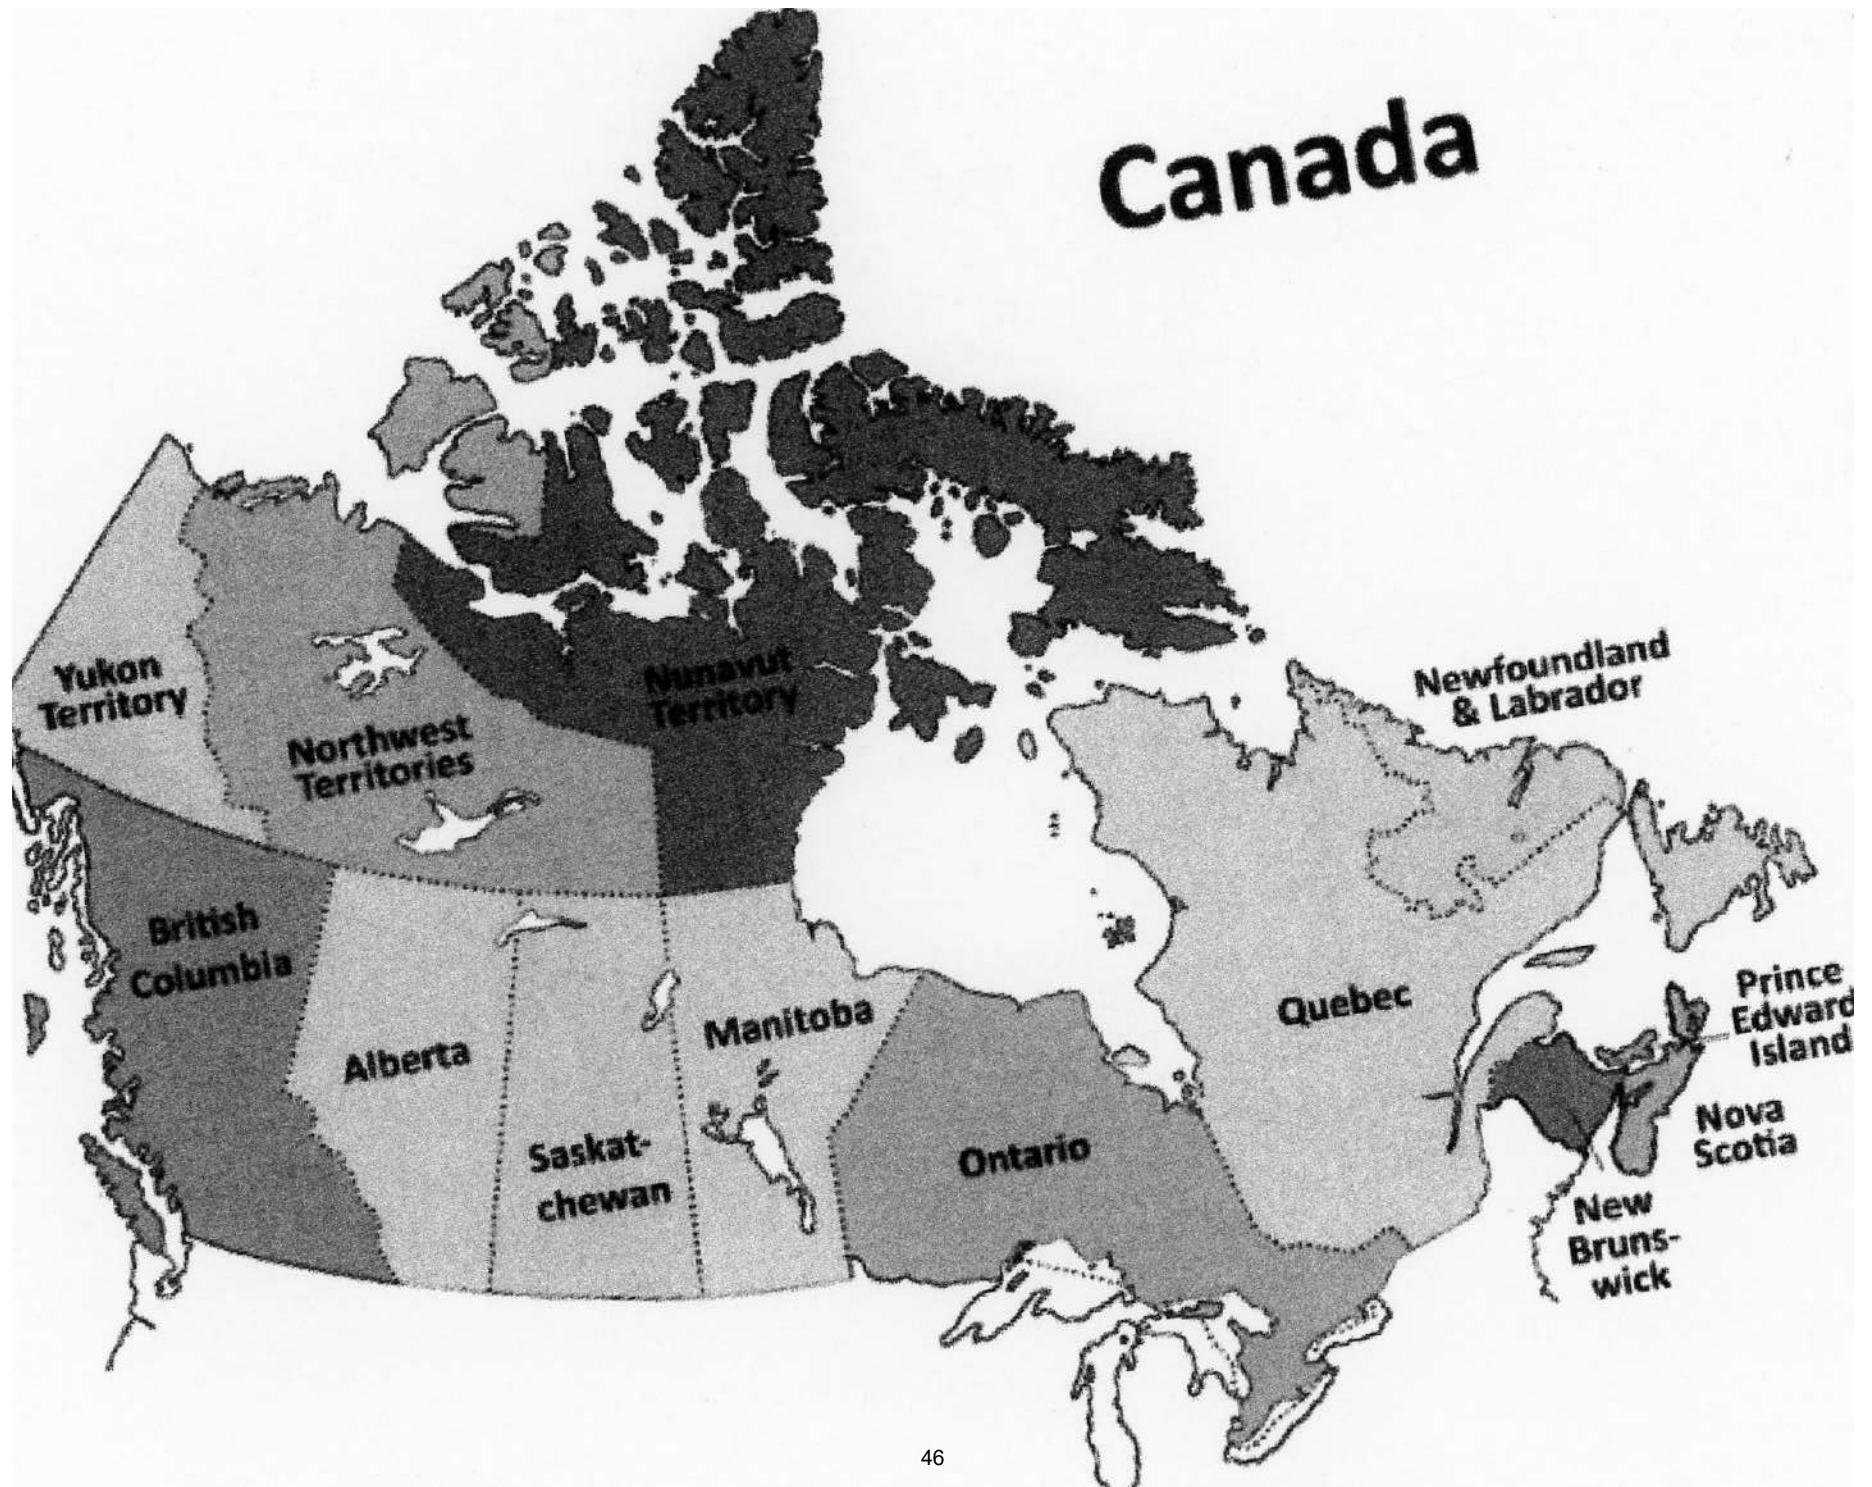 Canada
Yukon
Territory
Northwest
Territories
Nunavut
Territory
Newfoundland
& Labrador
British
Columbia
Alberta
Saskat-
chewan
Manitoba
Ontario
Quebec
Prince
Edward
Island
Nova
Scotia
New
Bruns-
wick
46